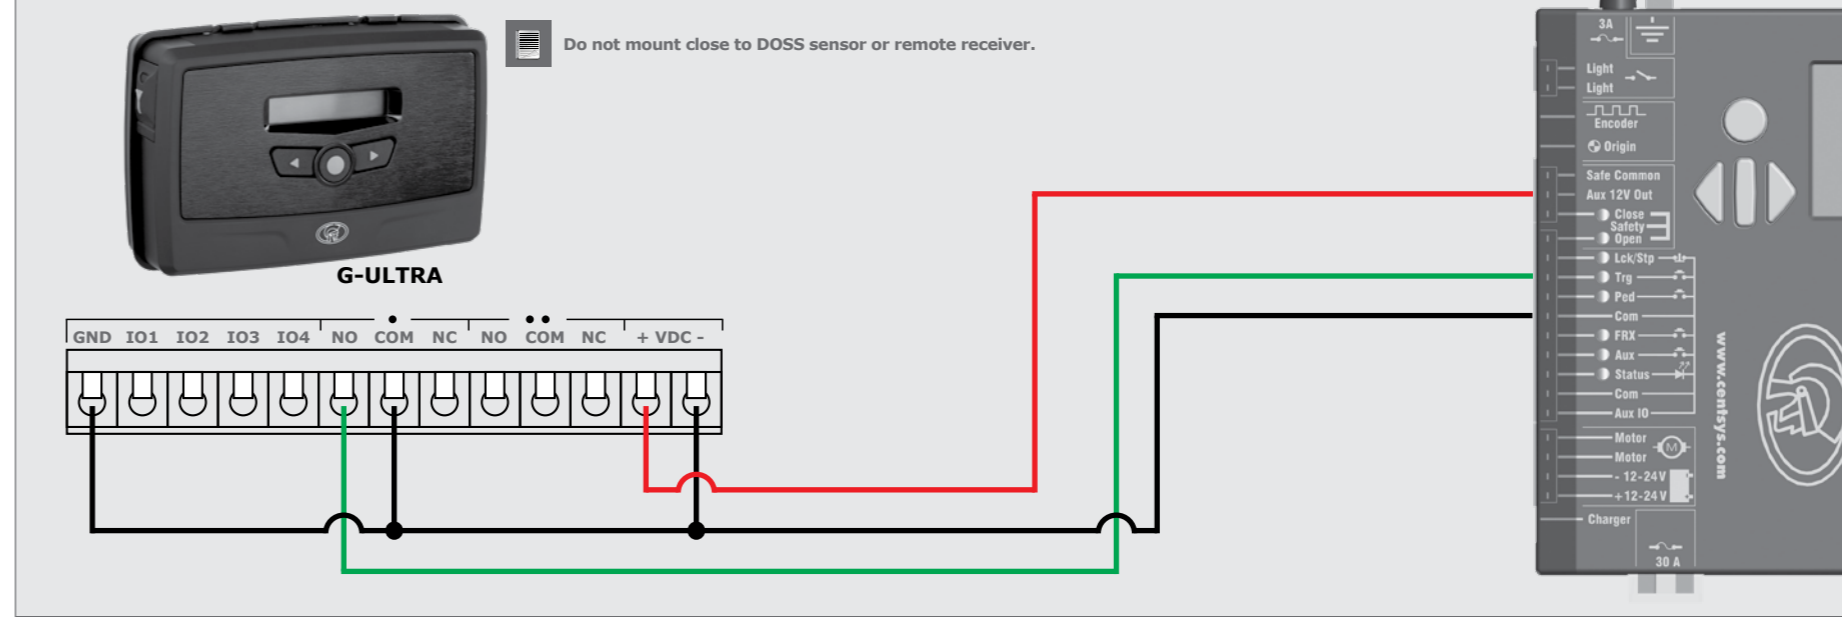 Do not mount close to DOSS sensor or remote receiver.
G-ULTRA
GND IO1 IO2 IO3 IO4 NO COM NC NO COM NC + VDC -
3A
Light
Light
Encoder
Origin
Safe Common
Aux 12V Out
Close
Safety
Open
Lck/Stp
Trg
Ped
Com
FRX
Aux
Status
Com
Aux IO
Motor
Motor
M
- 12-24V
+12-24V
Charger
30 A
www.centsys.com